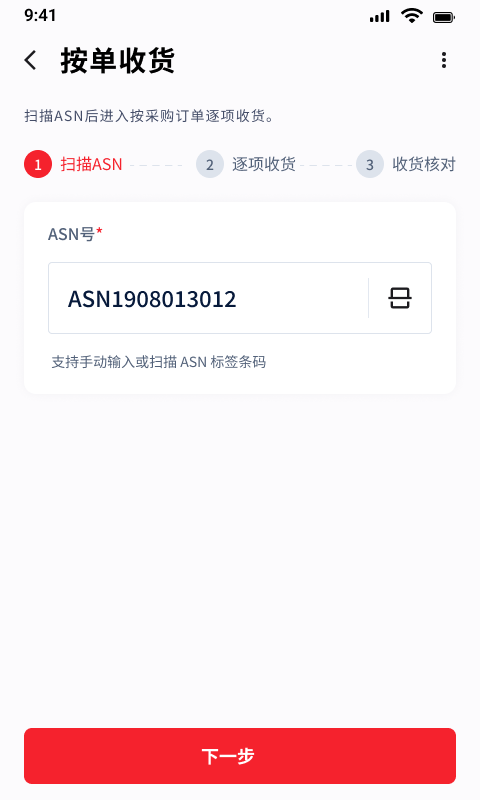 9:41
按单收货
扫描ASN后进入按采购订单逐项收货。
1 扫描ASN 2 逐项收货 3 收货核对
ASN号*
ASN1908013012
支持手动输入或扫描 ASN 标签条码
下一步